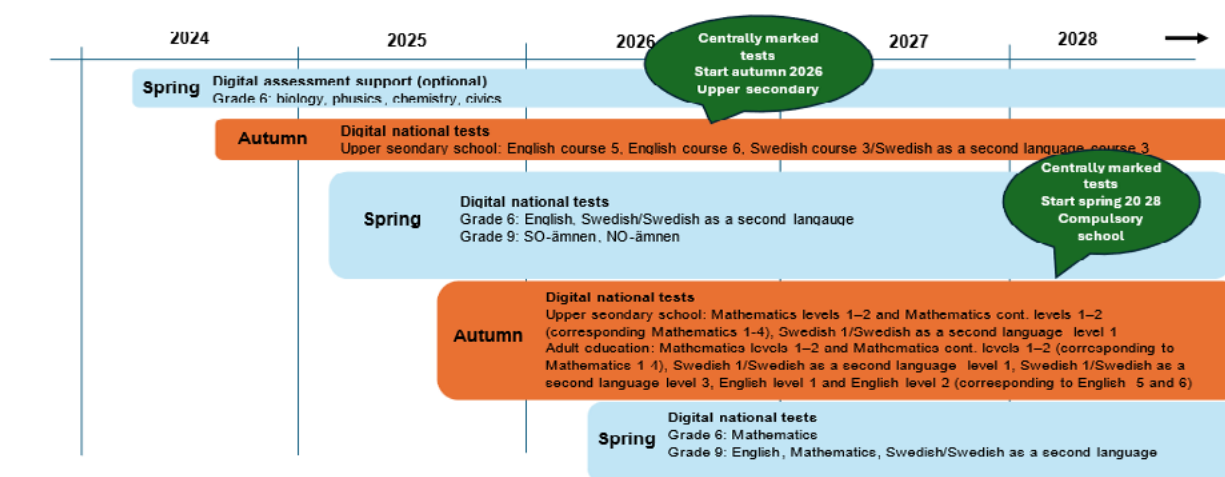 2024
2025
2026
2027
2028
Centrally marked
tests
Start autumn 2026
Upper secondary
Spring
Digital assessment support (optional)
Grade 6: biology, phusics, chemistry, civics
Autumn
Digital national tests
Upper seondary school: English course 5, English course 6, Swedish course 3/Swedish as a second language course 3
Centrally marked
tests
Start spring 20 28
Compulsory
school
Spring
Digital national tests
Grade 6: English, Swedish/Swedish as a second langauge
Grade 9: SO-ämnen, NO-ämnen
Autumn
Digital national tests
Upper seondary school: Mathematics levels 1–2 and Mathematics cont. levels 1–2
(corresponding Mathematics 1-4), Swedish 1/Swedish as a second language level 1
Adult education: Mathematics levels 1–2 and Mathematics cont. levels 1–2 (corresponding to
Mathematics 1 4), Swedish 1/Swedish as a second language level 1, Swedish 1/Swedish as a
second language level 3, English level 1 and English level 2 (corresponding to English 5 and 6)
Spring
Digital national tests
Grade 6: Mathematics
Grade 9: English, Mathematics, Swedish/Swedish as a second language